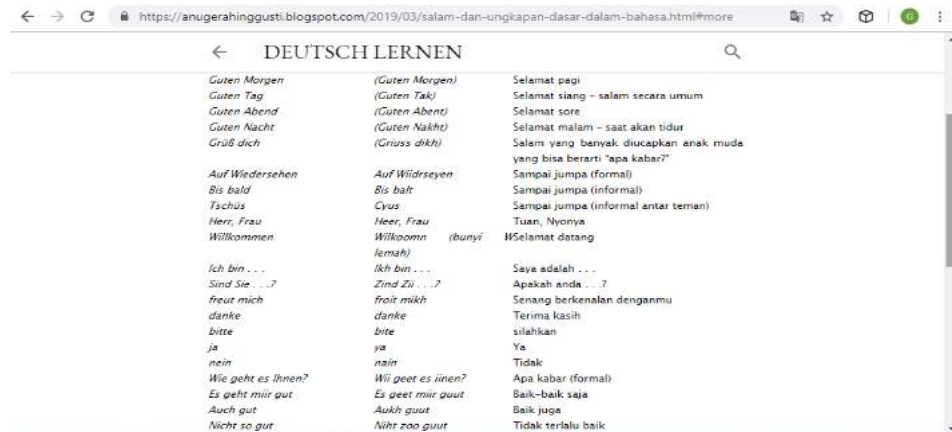 https://anugerahinggusti.blogspot.com/2019/03/salam-dan-ungkapan-dasar-dalam-bahasa.html#more
G
DEUTSCH LERNEN
Guten Morgen (Guten Morgen) Selamat pagi
Guten Tag (Guten Tak) Selamat siang – salam secara umum
Guten Abend (Guten Abent) Selamat sore
Guten Nacht (Guten Nakht) Selamat malam – saat akan tidur
Grüß dich (Griuss dikh) Salam yang banyak diucapkan anak muda
yang bisa berarti "apa kabar?"
Auf Wiedersehen Auf Wiidrseyen Sampai jumpa (formal)
Bis bald Bis balt Sampai jumpa (informal)
Tschüs Cyus Sampai jumpa (informal antar teman)
Herr, Frau Heer, Frau Tuan, Nyonya
Willkommen Wilkoomn (bunyi W Selamat datang
lemah)
Ich bin . . . Ikh bin . . . Saya adalah . . .
Sind Sie . . .? Zind Zii . . .? Apakah anda . . .?
freut mich froit mikh Senang berkenalan denganmu
danke danke Terima kasih
bitte bite silahkan
ja ya Ya
nein nain Tidak
Wie geht es Ihnen? Wii geet es iinen? Apa kabar (formal)
Es geht miir gut Es geet miir guut Baik-baik saja
Auch gut Aukh guut Baik juga
Nicht so gut Niht zoo guut Tidak terlalu baik